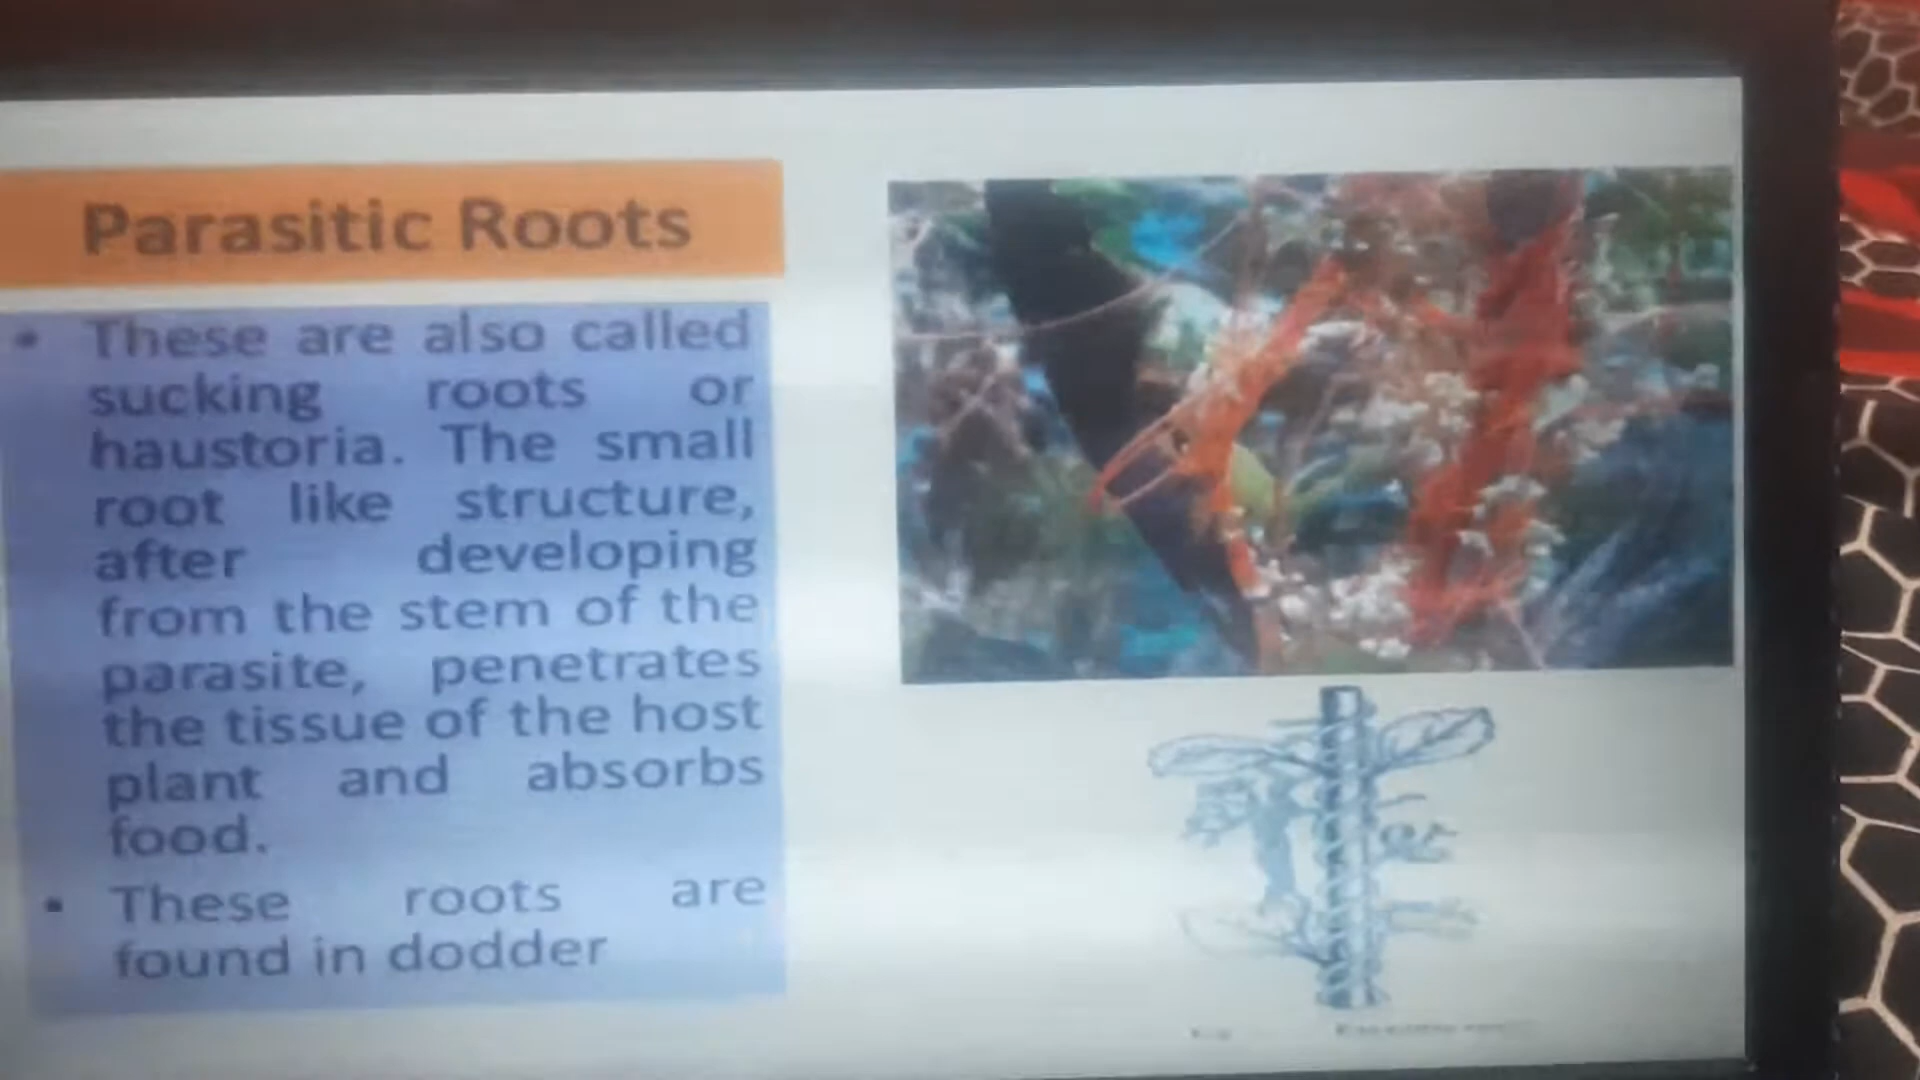 Parasitic Roots
• These are also called
sucking roots or
haustoria. The small
root like structure,
after developing
from the stem of the
parasite, penetrates
the tissue of the host
plant and absorbs
food.
• These roots are
found in dodder